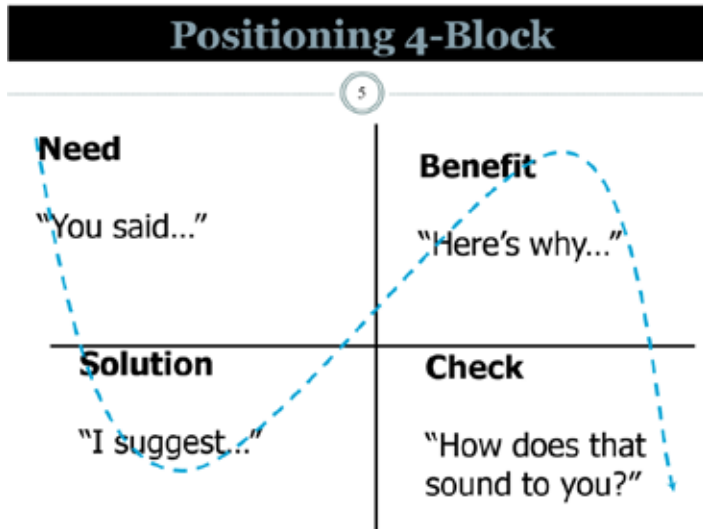 Positioning 4-Block
5
Need
“You said…”
Solution
“I suggest…”
Benefit
“Here’s why…”
Check
“How does that
sound to you?”